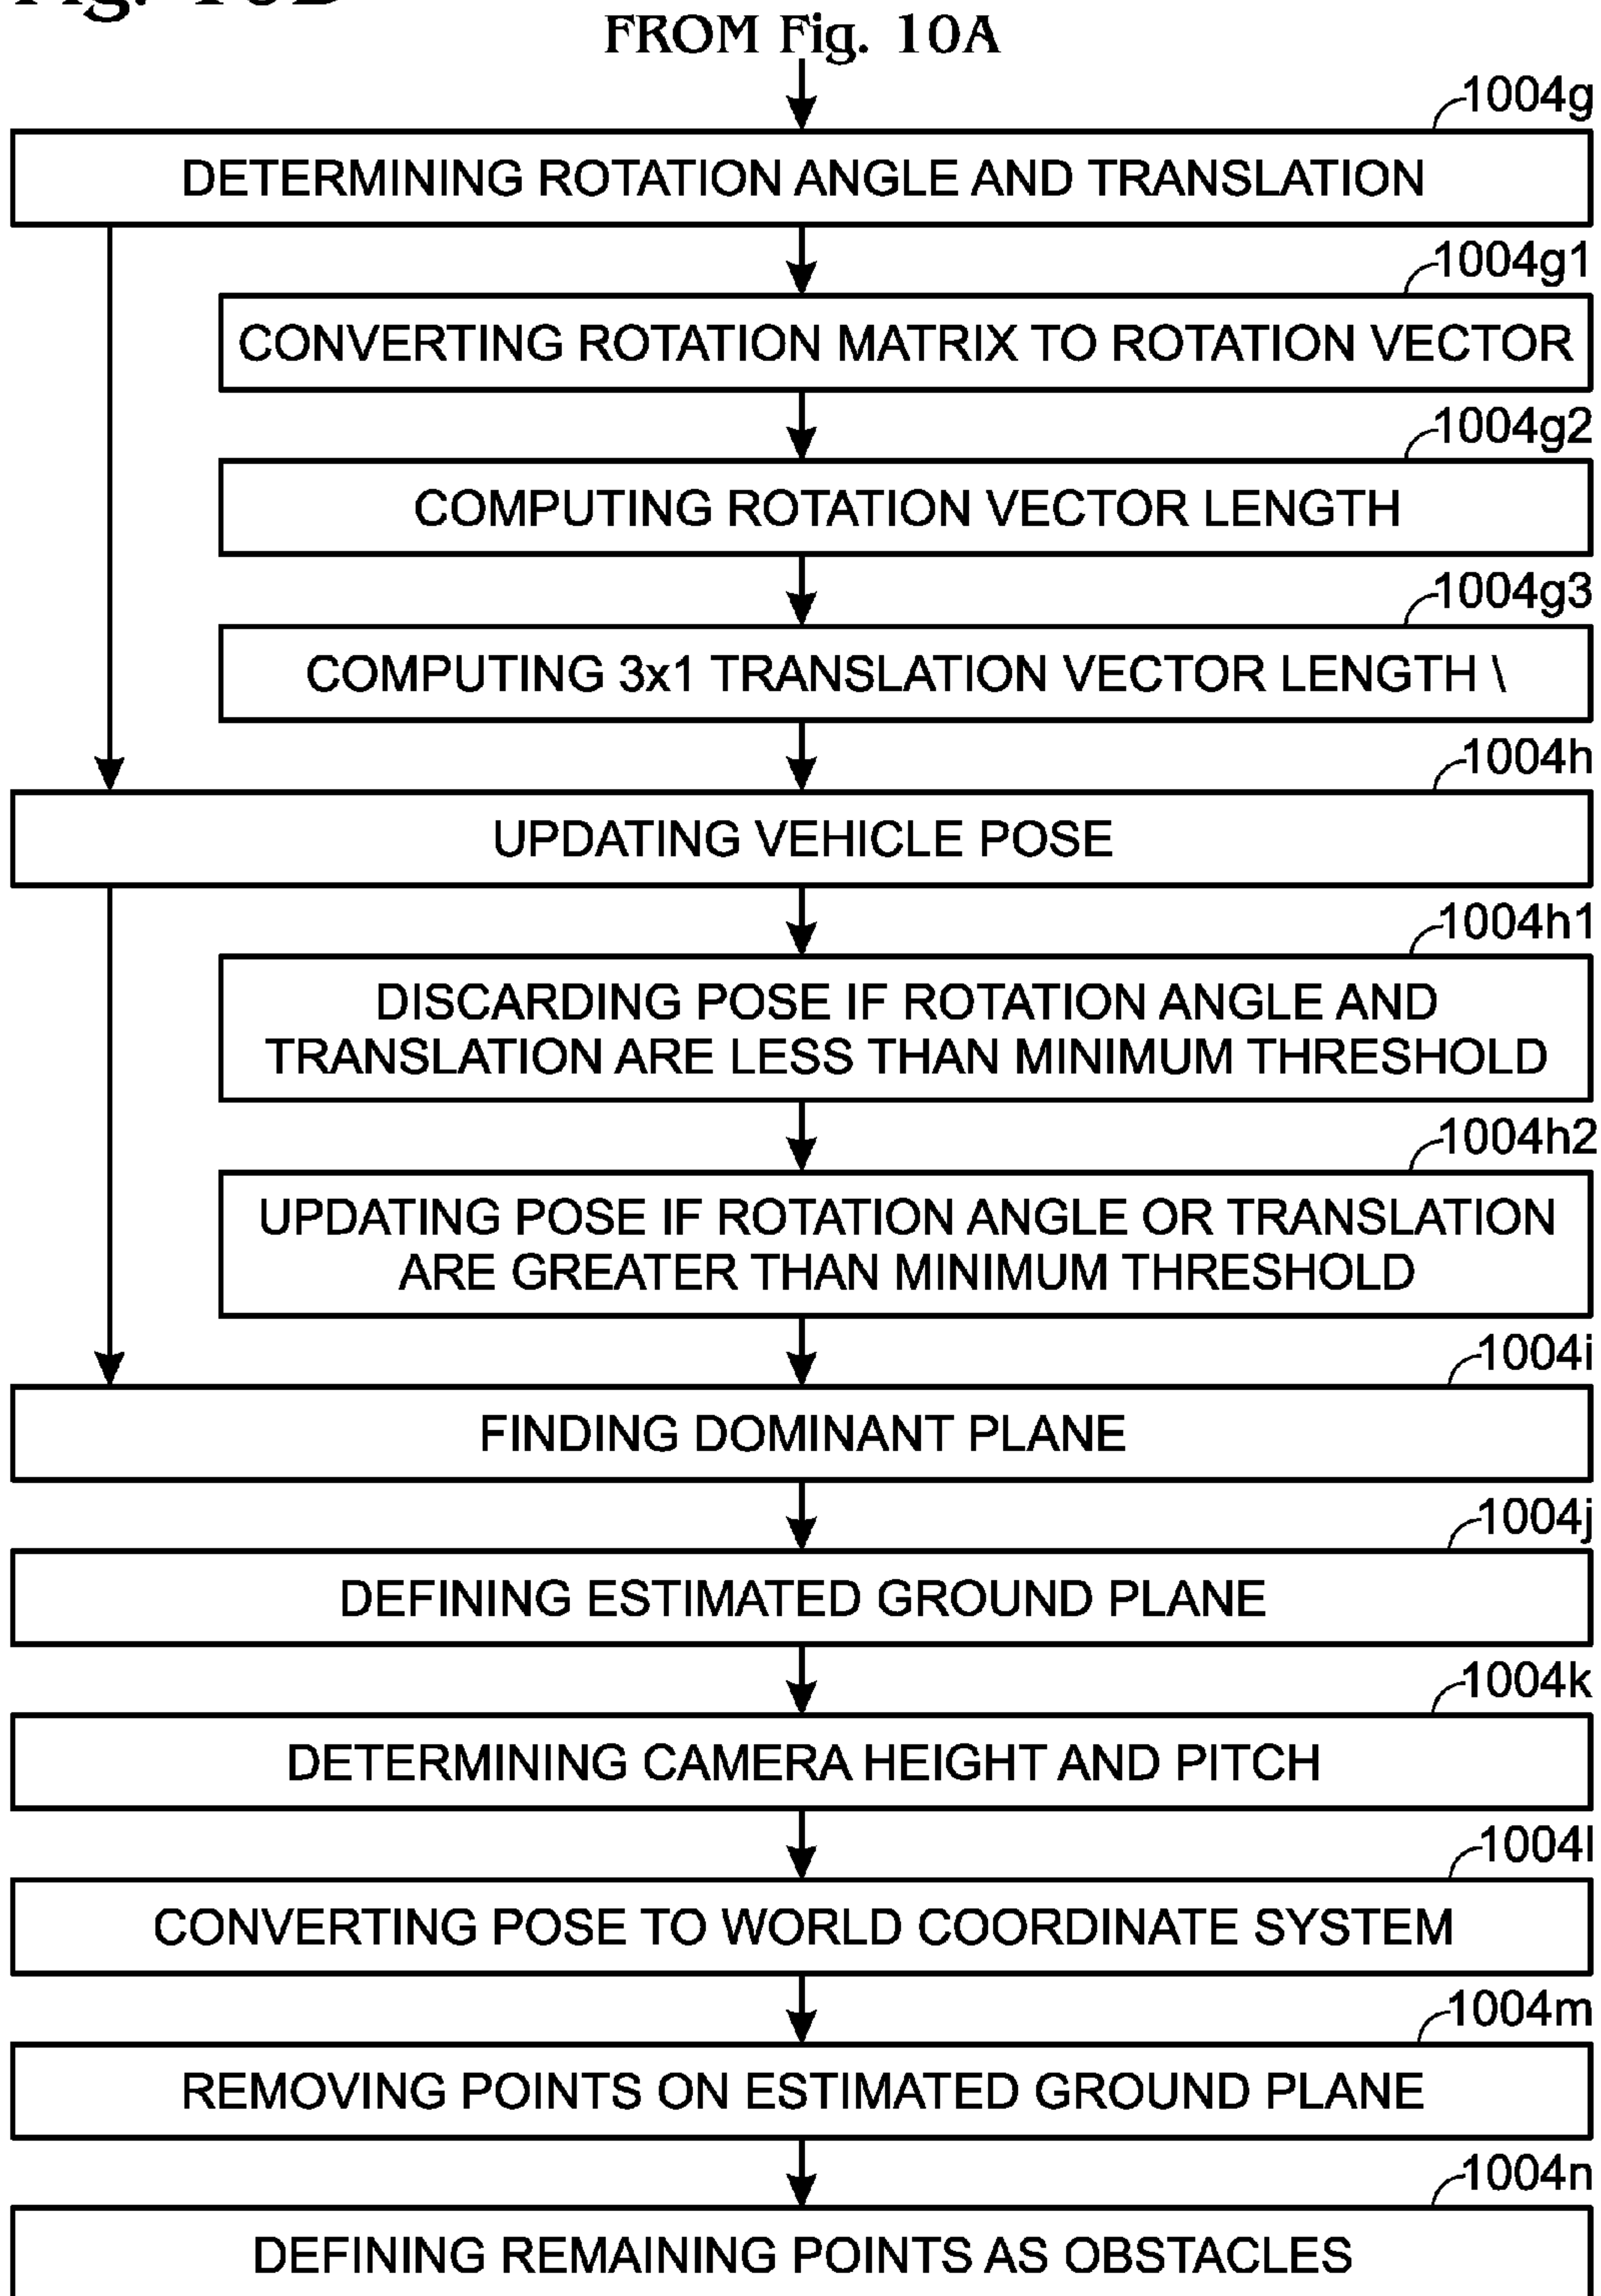 FROM Fig. 10A
1004g
DETERMINING ROTATION ANGLE AND TRANSLATION
1004g1
CONVERTING ROTATION MATRIX TO ROTATION VECTOR
1004g2
COMPUTING ROTATION VECTOR LENGTH
1004g3
COMPUTING 3x1 TRANSLATION VECTOR LENGTH \
1004h
UPDATING VEHICLE POSE
1004h1
DISCARDING POSE IF ROTATION ANGLE AND
TRANSLATION ARE LESS THAN MINIMUM THRESHOLD
1004h2
UPDATING POSE IF ROTATION ANGLE OR TRANSLATION
ARE GREATER THAN MINIMUM THRESHOLD
1004i
FINDING DOMINANT PLANE
1004j
DEFINING ESTIMATED GROUND PLANE
1004k
DETERMINING CAMERA HEIGHT AND PITCH
1004l
CONVERTING POSE TO WORLD COORDINATE SYSTEM
1004m
REMOVING POINTS ON ESTIMATED GROUND PLANE
1004n
DEFINING REMAINING POINTS AS OBSTACLES